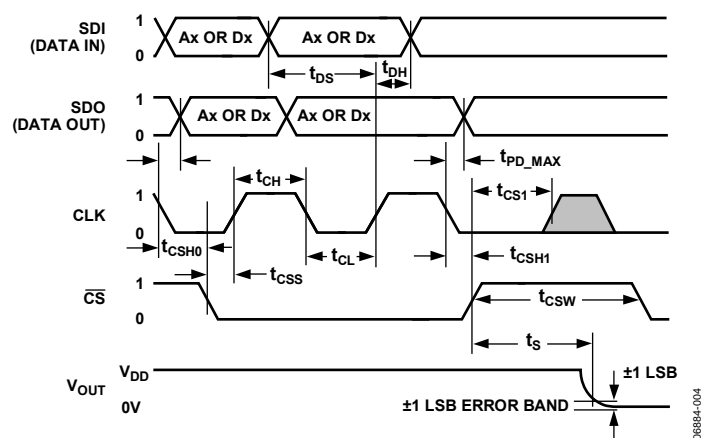 SDI
(DATA IN)
1
0
Ax OR Dx
Ax OR Dx
tDS
tDH
SDO
(DATA OUT)
1
0
Ax OR Dx
Ax OR Dx
tPD_MAX
CLK
1
0
tCH
tCS1
tCSH0
tCSS
tCL
tCSH1
CS
1
0
tCSW
tS
VOUT
VDD
0V
±1 LSB
±1 LSB ERROR BAND
06884-004